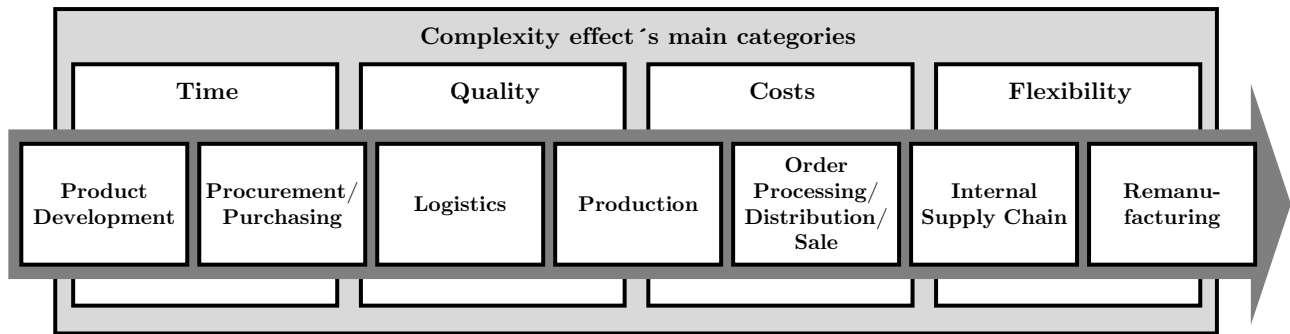 Complexity effect´s main categories
Time
Quality
Costs
Flexibility
Product
Development
Procurement/
Purchasing
Logistics
Production
Order
Processing/
Distribution/
Sale
Internal
Supply Chain
Remanu-
facturing